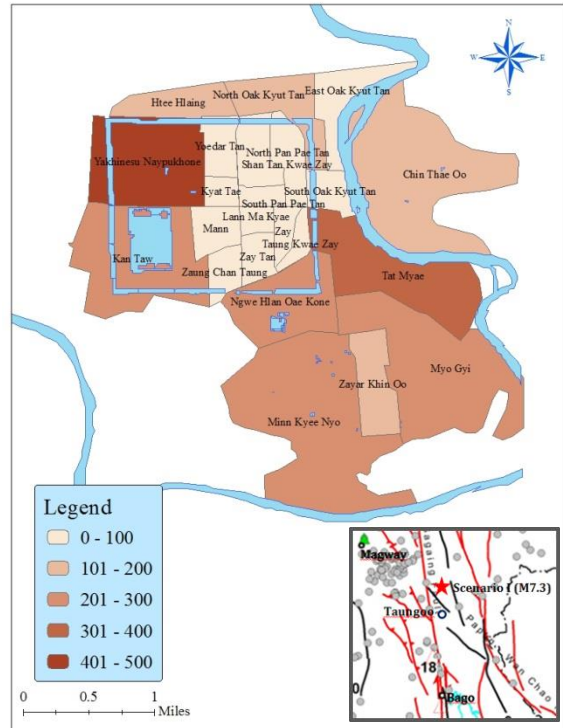 N
W
E
S
North Oak Kyut Tan
East Oak Kyut Tan
Htee Hlaing
Yoedar Tan
North Pan Pae Tan
Yakhinesu Naypukhone
Shan Tan Kwae Zay
Chin Thae Oo
Kyat Tae
South Oak Kyut Tan
South Pan Pae Tan
Lann Ma Kyae
Mann
Zay
Taung Kwae Zay
Kan Taw
Zay Tan
Zaung Chan Taung
Tat Myae
Ngwe Hlan Oae Kone
Myo Gyi
Zayar Khin Oo
Minn Kyee Nyo
Legend
0 - 100
101 - 200
201 - 300
301 - 400
401 - 500
0
0.5
1
Miles
Magway
Scenario I (M7.3)
Taungoo
18
Bago
0